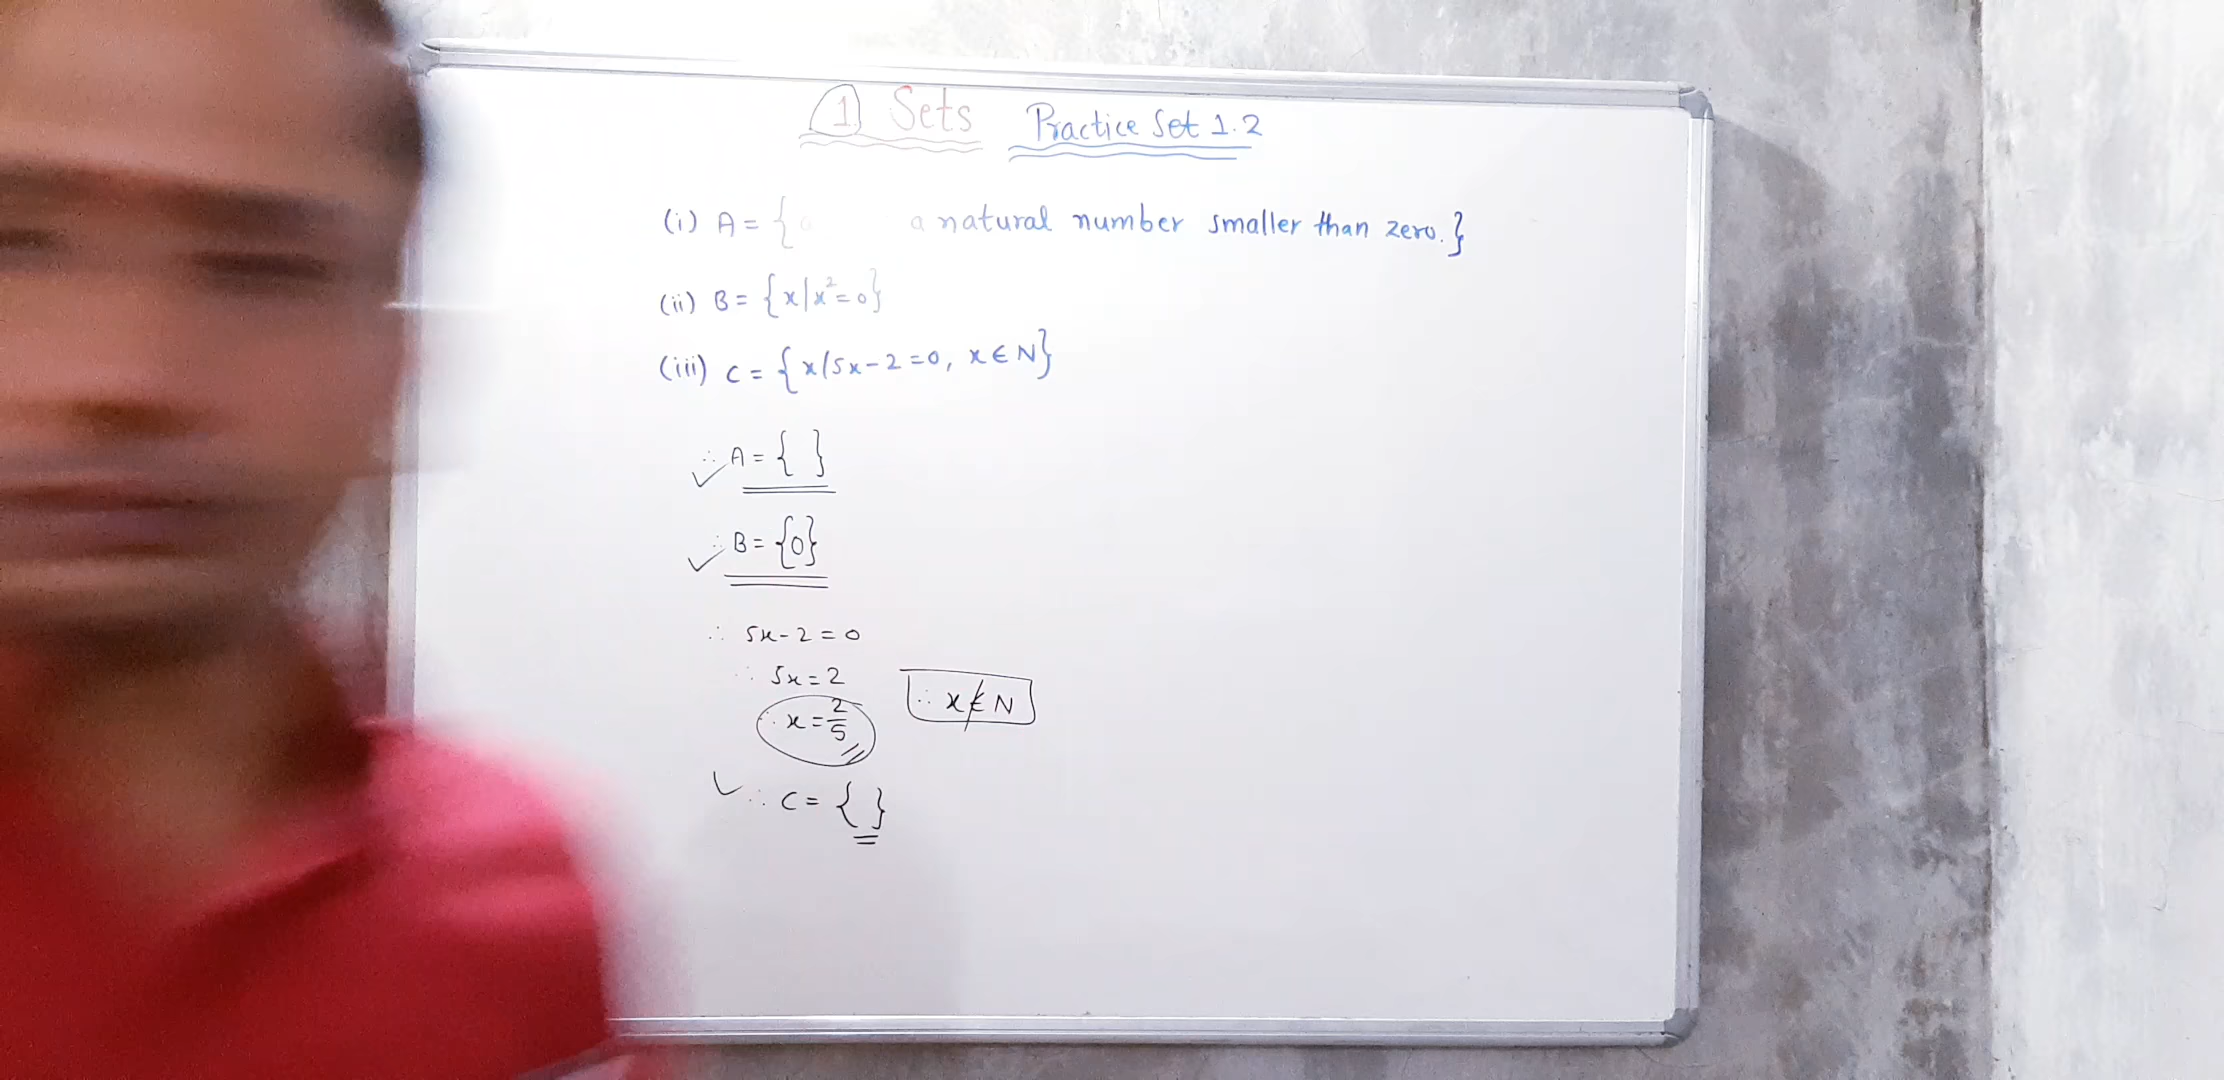 ① Sets Practice Set 1.2
(i) A = { a natural number smaller than zero. }
(ii) B = {x|x²=0}
(iii) C = {x/5x-2=0, x∈N}
∴ A = { }
∴ B = {0}
∴ 5x-2=0
∴ 5x=2
∴ x=2/5 ∴ x∉N
∴ C = { }